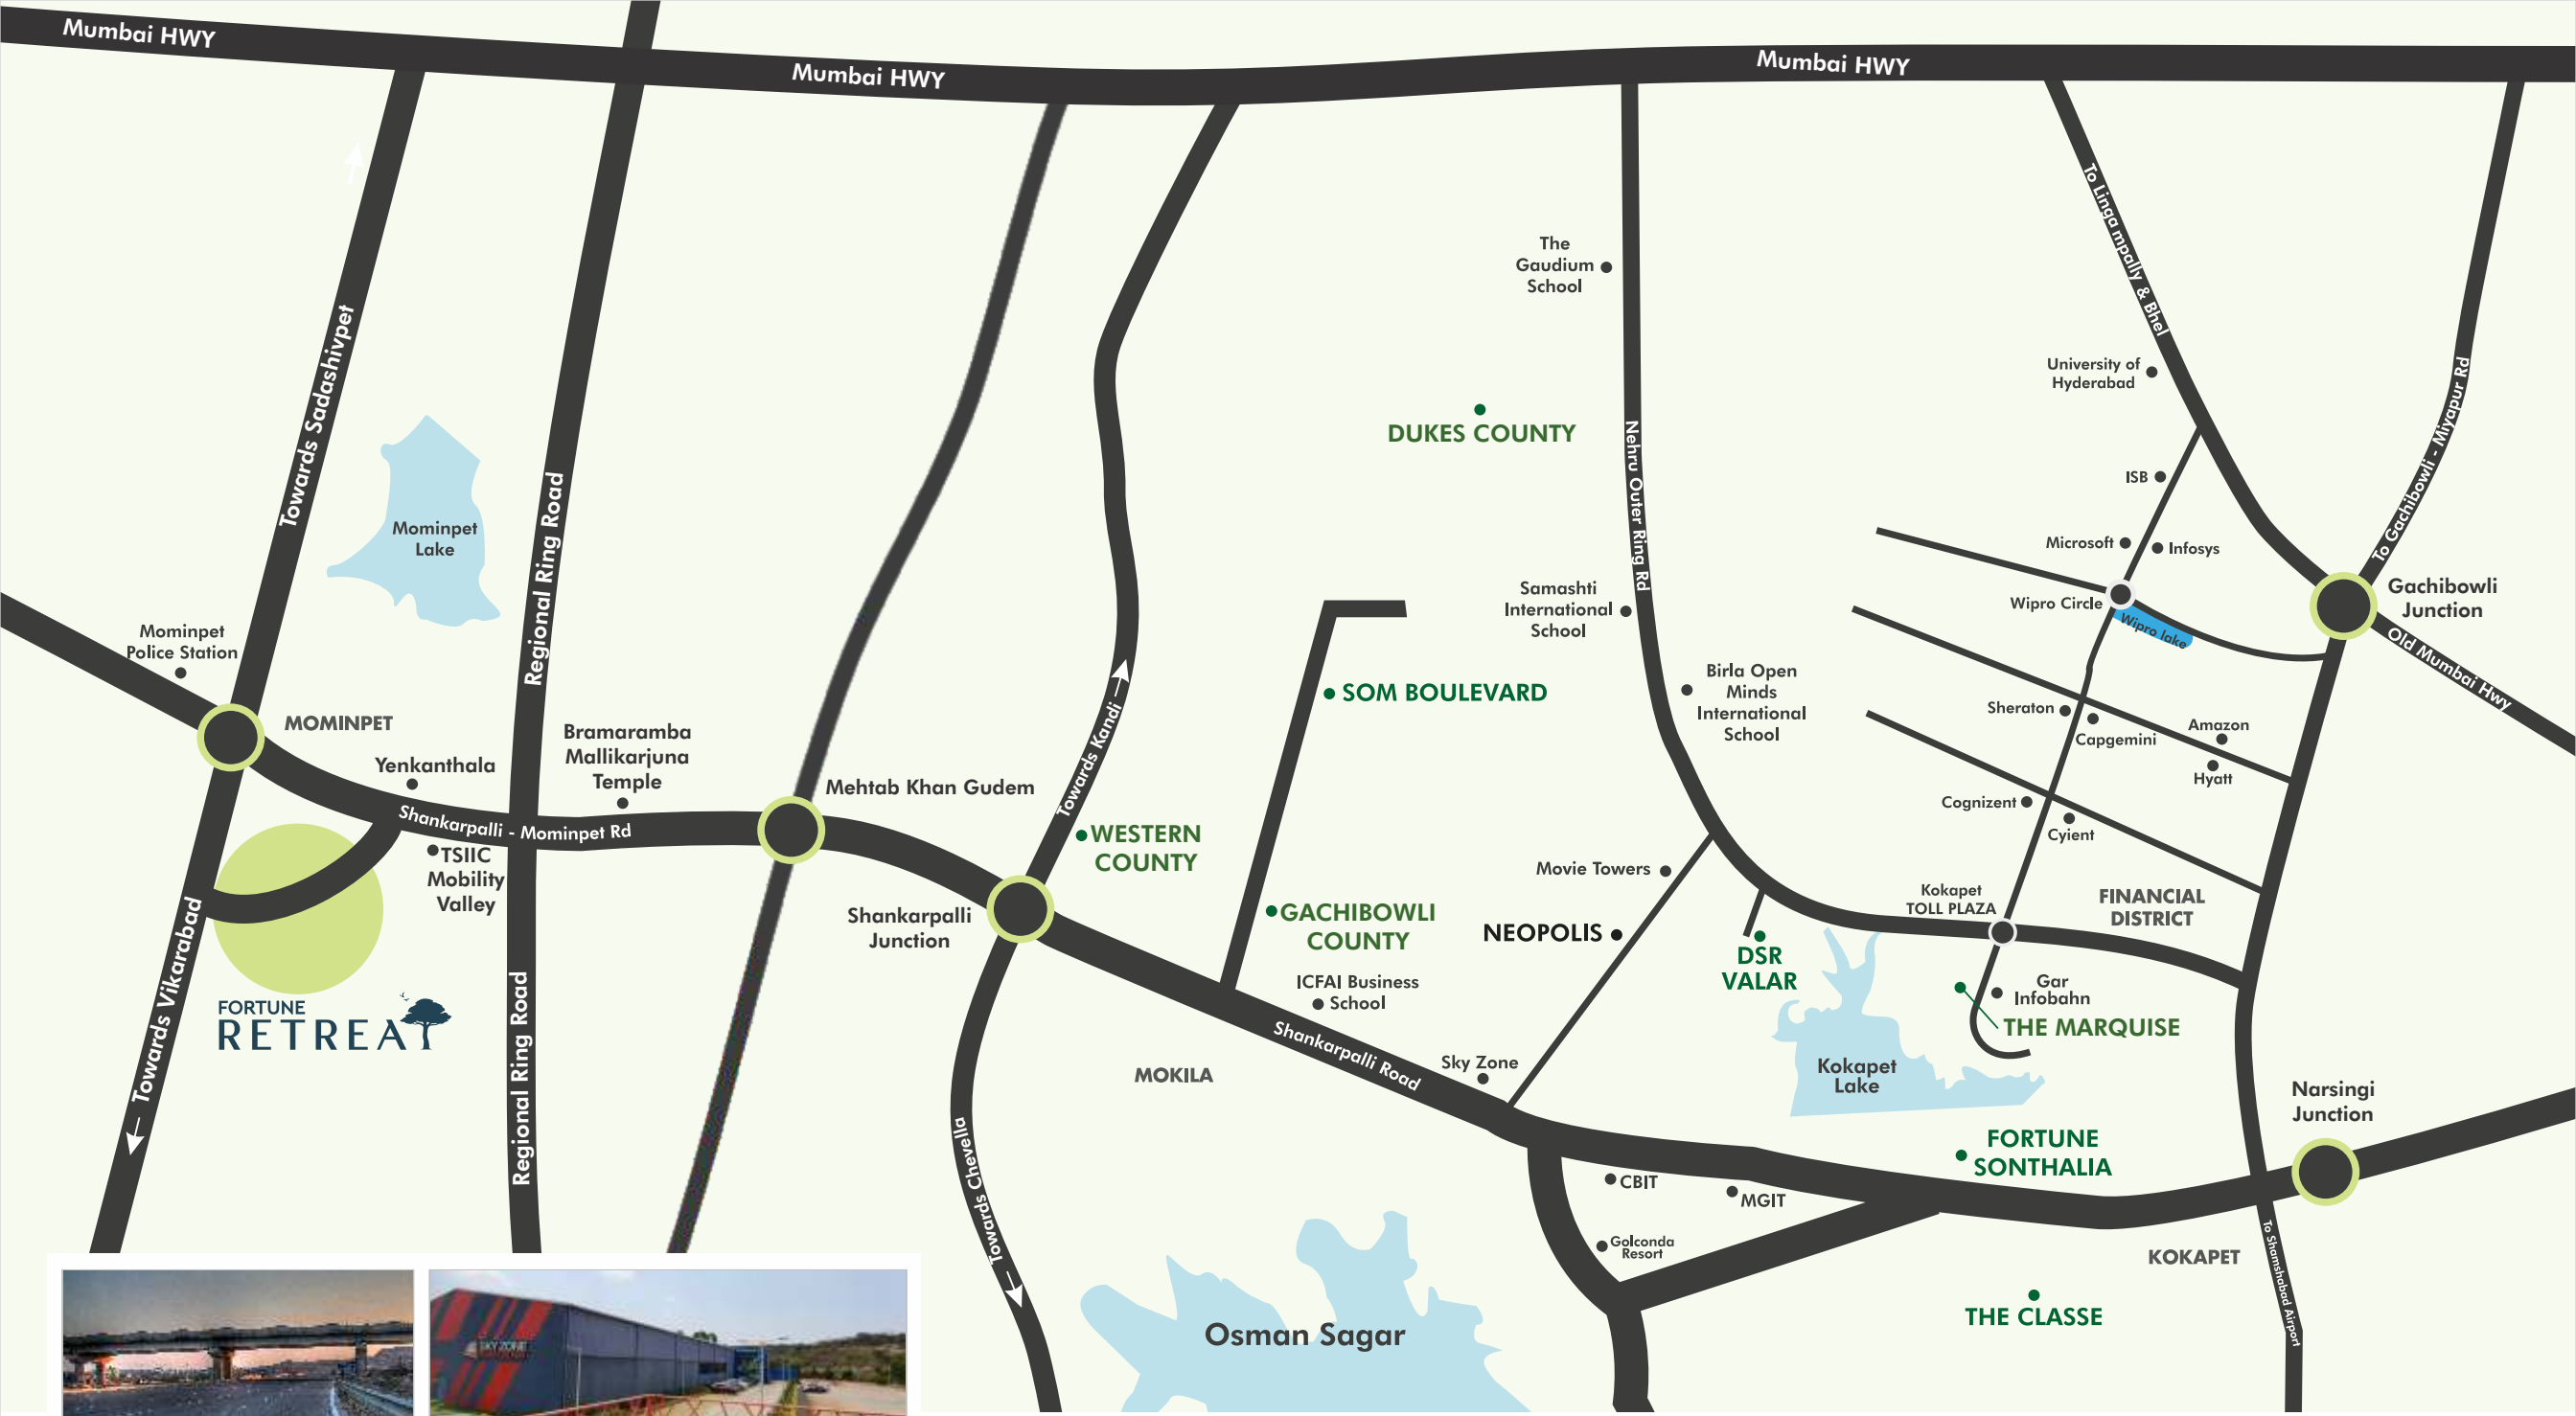 Mumbai HWY
Mumbai HWY
Mumbai HWY
Towards Sadashivpet
Regional Ring Road
Mominpet
Lake
Mominpet
Police Station
MOMINPET
Yenkanthala
Bramaramba
Mallikarjuna
Temple
Mehtab Khan Gudem
Shankarpalli - Mominpet Rd
TSIIC
Mobility
Valley
Towards Vikarabad
FORTUNE
RETREAT
Regional Ring Road
Shankarpalli
Junction
Towards Kandi
WESTERN
COUNTY
Towards Chevella
MOKILA
The
Gaudium
School
DUKES COUNTY
Nehru Outer Ring Rd
Samashti
International
School
SOM BOULEVARD
Birla Open
Minds
International
School
GACHIBOWLI
COUNTY
ICFAI Business
School
Shankarpalli Road
Movie Towers
NEOPOLIS
Sky Zone
DSR
VALAR
CBIT
MGIT
Golconda
Resort
Osman Sagar
To Lingampally & Bhel
University of
Hyderabad
ISB
Microsoft
Infosys
Wipro Circle
Wipro lake
To Gachibowli - Miyapur Rd
Gachibowli
Junction
Old Mumbai Hwy
Sheraton
Capgemini
Amazon
Hyatt
Cognizent
Cyient
Kokapet
TOLL PLAZA
FINANCIAL
DISTRICT
Gar
Infobahn
THE MARQUISE
Kokapet
Lake
FORTUNE
SONTHALIA
Narsingi
Junction
KOKAPET
THE CLASSE
To Shamshabad Airport
SKY ZONE